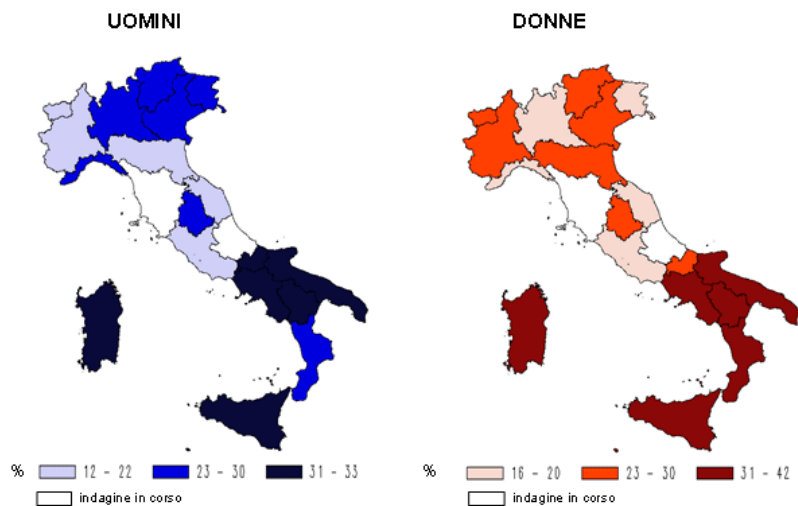 UOMINI
DONNE
% 12 - 22 23 - 30 31 - 33
indagine in corso
% 16 - 20 23 - 30 31 - 42
indagine in corso